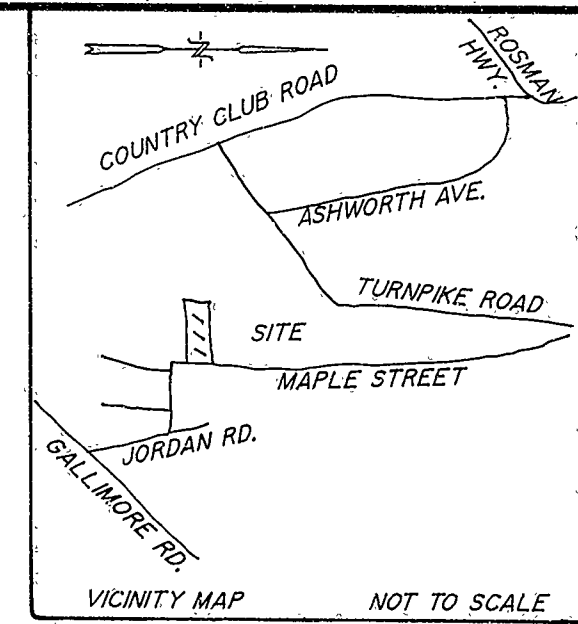 ROSMAN
HWY.
N
COUNTRY CLUB ROAD
ASHWORTH AVE.
TURNPIKE ROAD
SITE
MAPLE STREET
JORDAN RD.
GALLIMORE RD.
VICINITY MAP
NOT TO SCALE